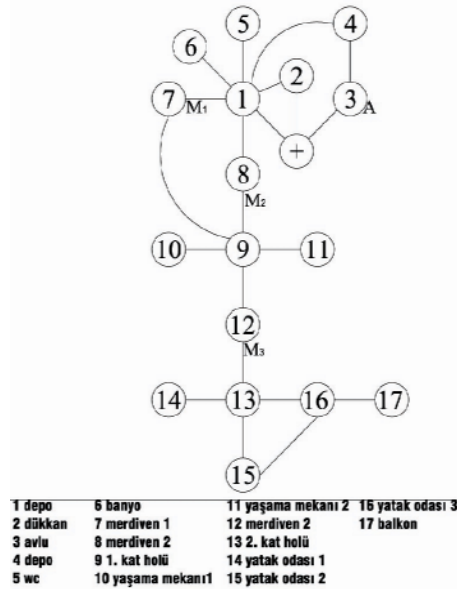 5
4
6
2
7
M₁
1
3
A
+
8
M₂
10
9
11
12
M₃
14
13
16
17
15
1 depo 6 banyo 11 yaşama mekanı 2 16 yatak odası 3
2 dükkan 7 merdiven 1 12 merdiven 2 17 balkon
3 avlu 8 merdiven 2 13 2. kat holü
4 depo 9 1. kat holü 14 yatak odası 1
5 wc 10 yaşama mekanı1 15 yatak odası 2